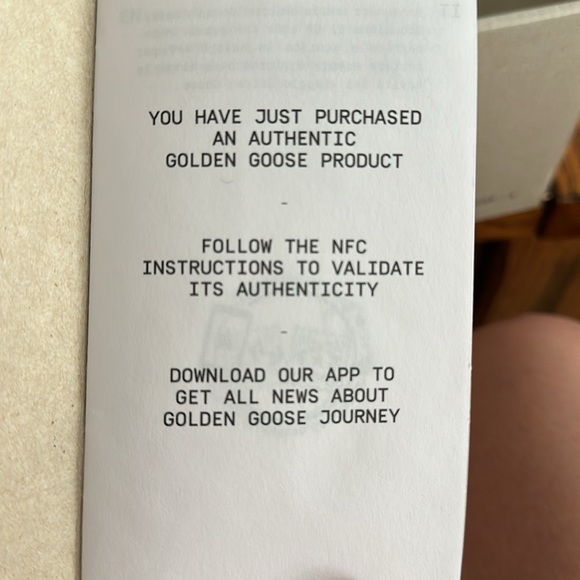 YOU HAVE JUST PURCHASED
AN AUTHENTIC
GOLDEN GOOSE PRODUCT
-
FOLLOW THE NFC
INSTRUCTIONS TO VALIDATE
ITS AUTHENTICITY
-
DOWNLOAD OUR APP TO
GET ALL NEWS ABOUT
GOLDEN GOOSE JOURNEY